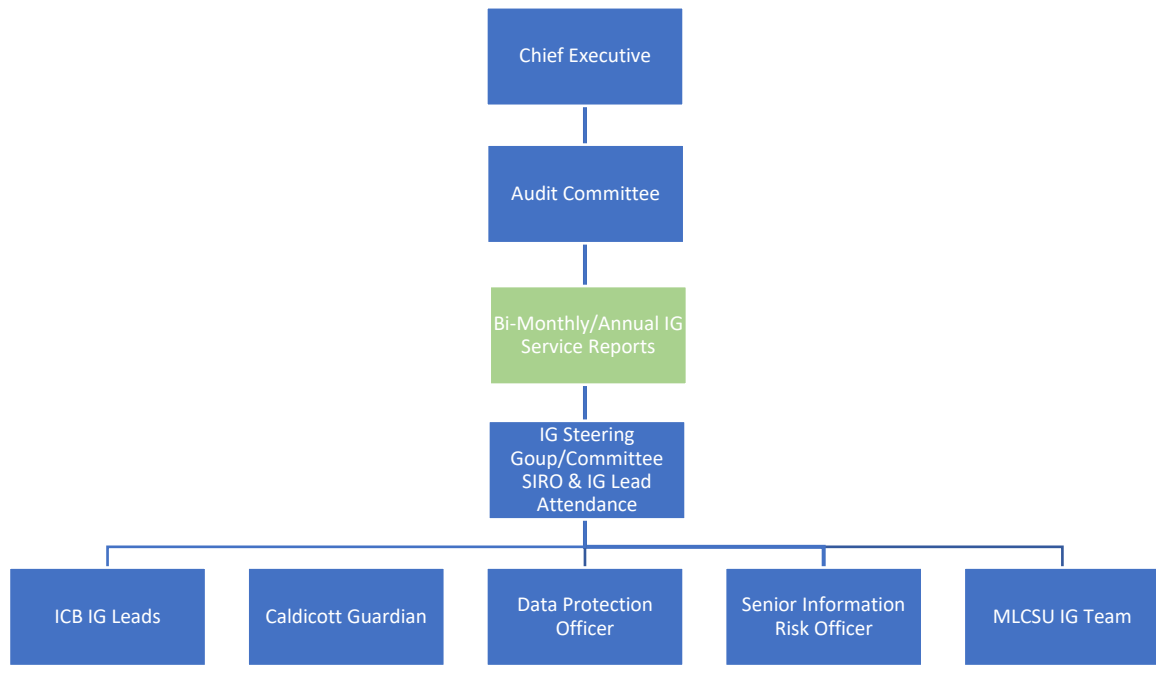 Chief Executive
Audit Committee
Bi-Monthly/Annual IG
Service Reports
IG Steering
Goup/Committee
SIRO & IG Lead
Attendance
ICB IG Leads
Caldicott Guardian
Data Protection
Officer
Senior Information
Risk Officer
MLCSU IG Team